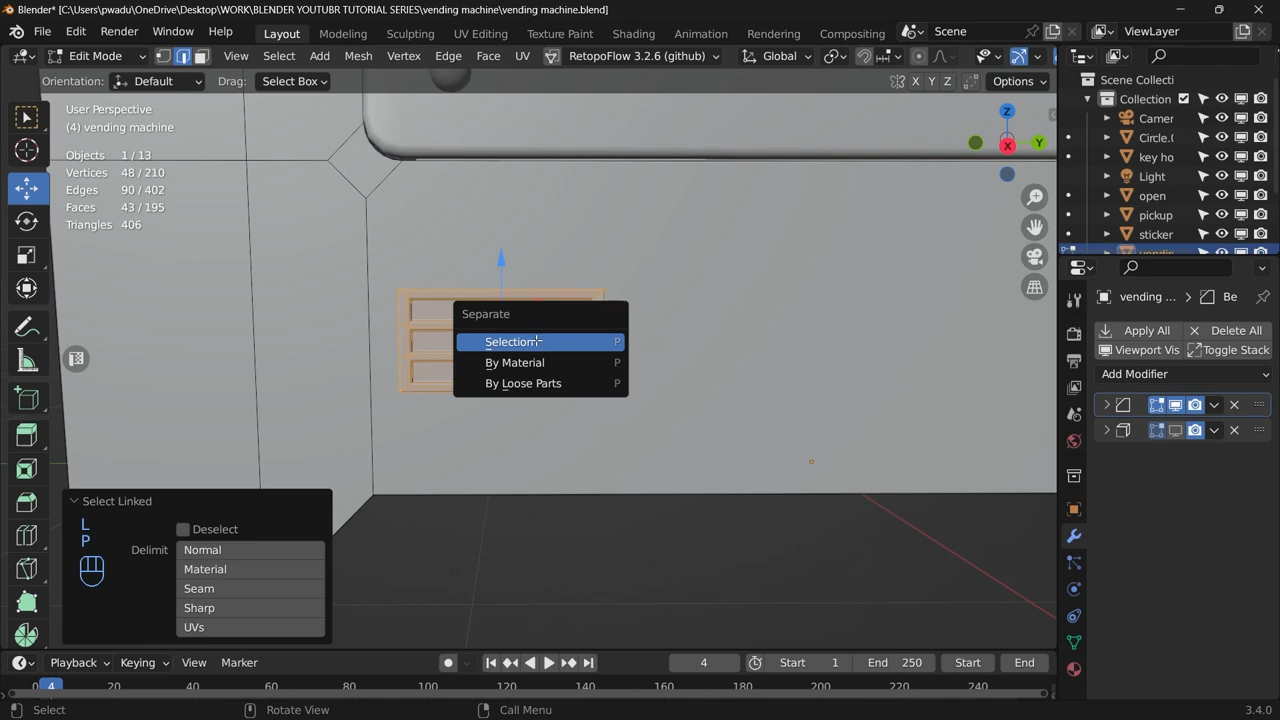 Blender* [C:\Users\pwadu\OneDrive\Desktop\WORK\BLENDER YOUTUBR TUTORIAL SERIES\vending machine\vending machine.blend]
File Edit Render Window Help Layout Modeling Sculpting UV Editing Texture Paint Shading Animation Rendering Compositing Scene ViewLayer
Edit Mode View Select Add Mesh Vertex Edge Face UV RetopoFlow 3.2.6 (github) Global
Orientation: Default Drag: Select Box X Y Z Options
Scene Collecti
Collection
Camer
Circle.(
key ho
Light
open
pickup
sticker
User Perspective
(4) vending machine
Objects 1 / 13
Vertices 48 / 210
Edges 90 / 402
Faces 43 / 195
Triangles 406
Z
Y
X
Separate
Selection P
By Material P
By Loose Parts P
vending ... Be
Apply All Delete All
Viewport Vis Toggle Stack
Add Modifier
Select Linked
L
P
Deselect
Delimit Normal
Material
Seam
Sharp
UVs
Playback Keying View Marker 4 Start 1 End 250 Start End
0 4 20 40 60 80 100 120 140 160 180 200 220 240
Select Rotate View Call Menu 3.4.0